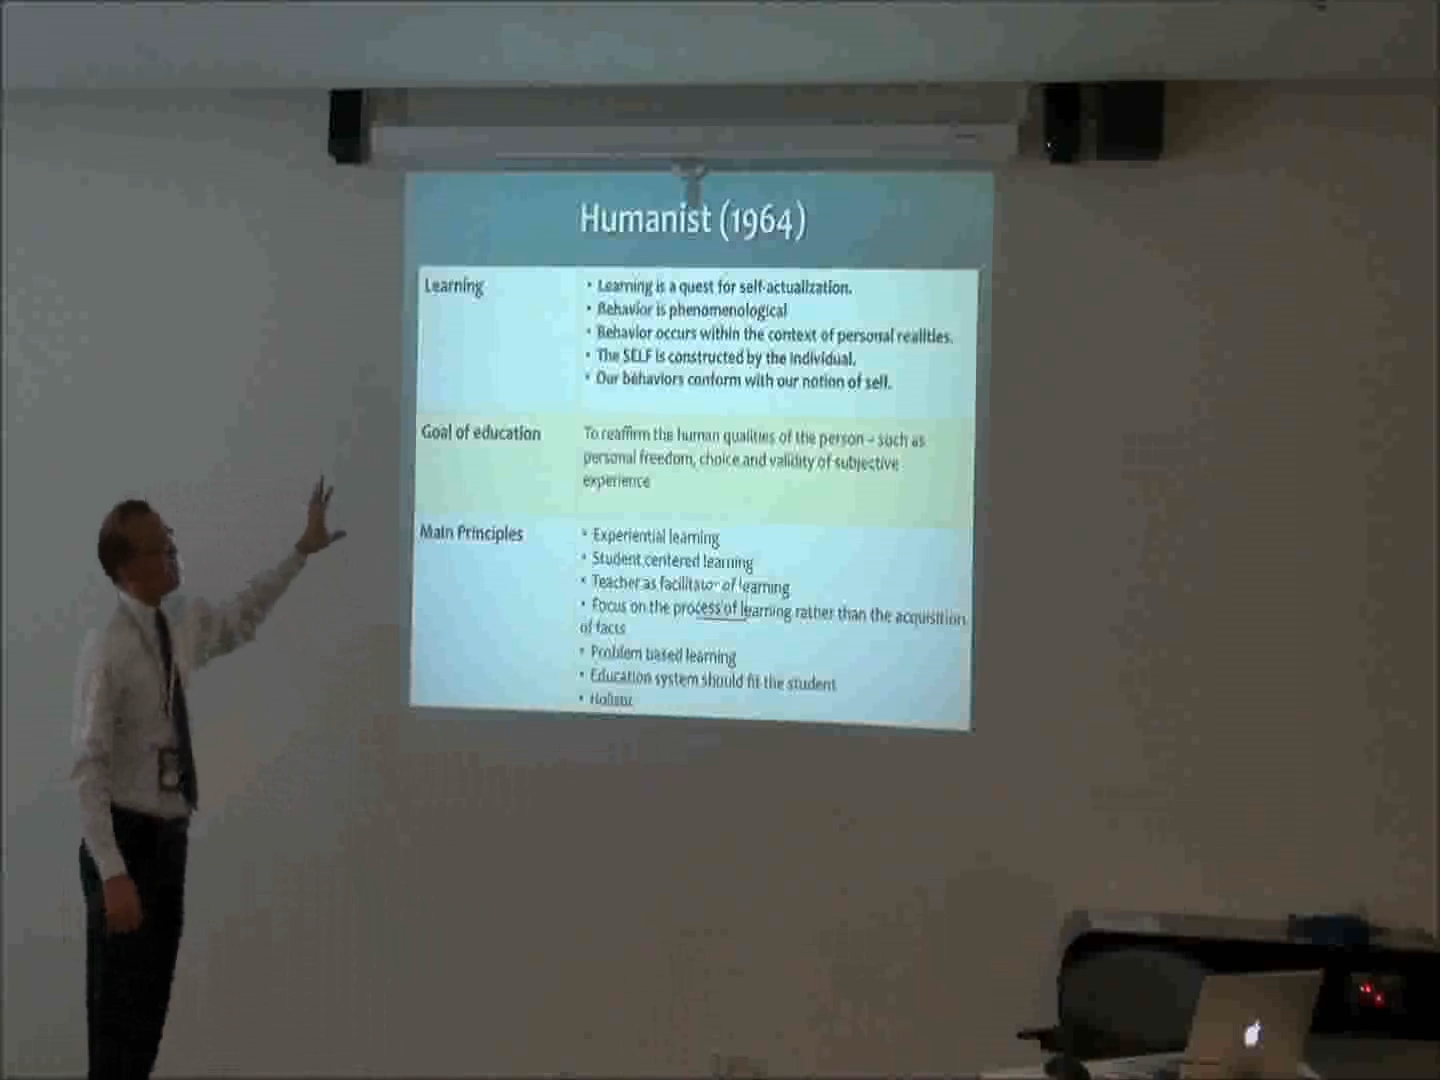 Humanist (1964)
Learning
• Learning is a quest for self-actualization.
• Behavior is phenomenological
• Behavior occurs within the context of personal realities.
• The SELF is constructed by the individual.
• Our behaviors conform with our notion of self.
Goal of education
To reaffirm the human qualities of the person – such as
personal freedom, choice and validity of subjective
experience
Main Principles
• Experiential learning
• Student centered learning
• Teacher as facilitator of learning
• Focus on the process of learning rather than the acquisition
of facts
• Problem based learning
• Education system should fit the student
• Holistic